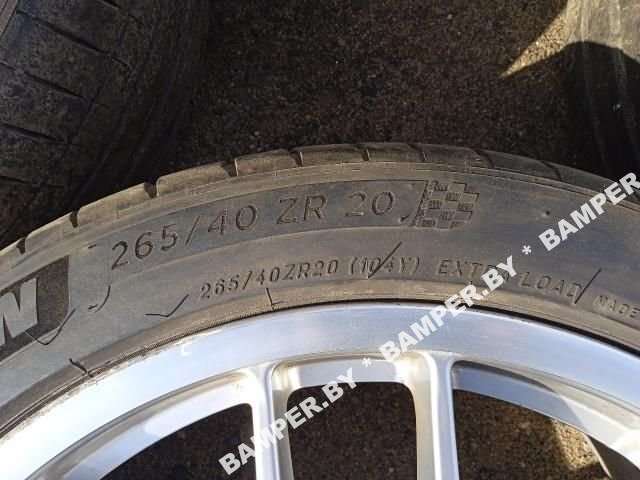 265/40 ZR 20
265/40ZR20 (104Y) EXTRA LOAD MADE
BAMPER.BY * BAMPER.BY * BAMPER